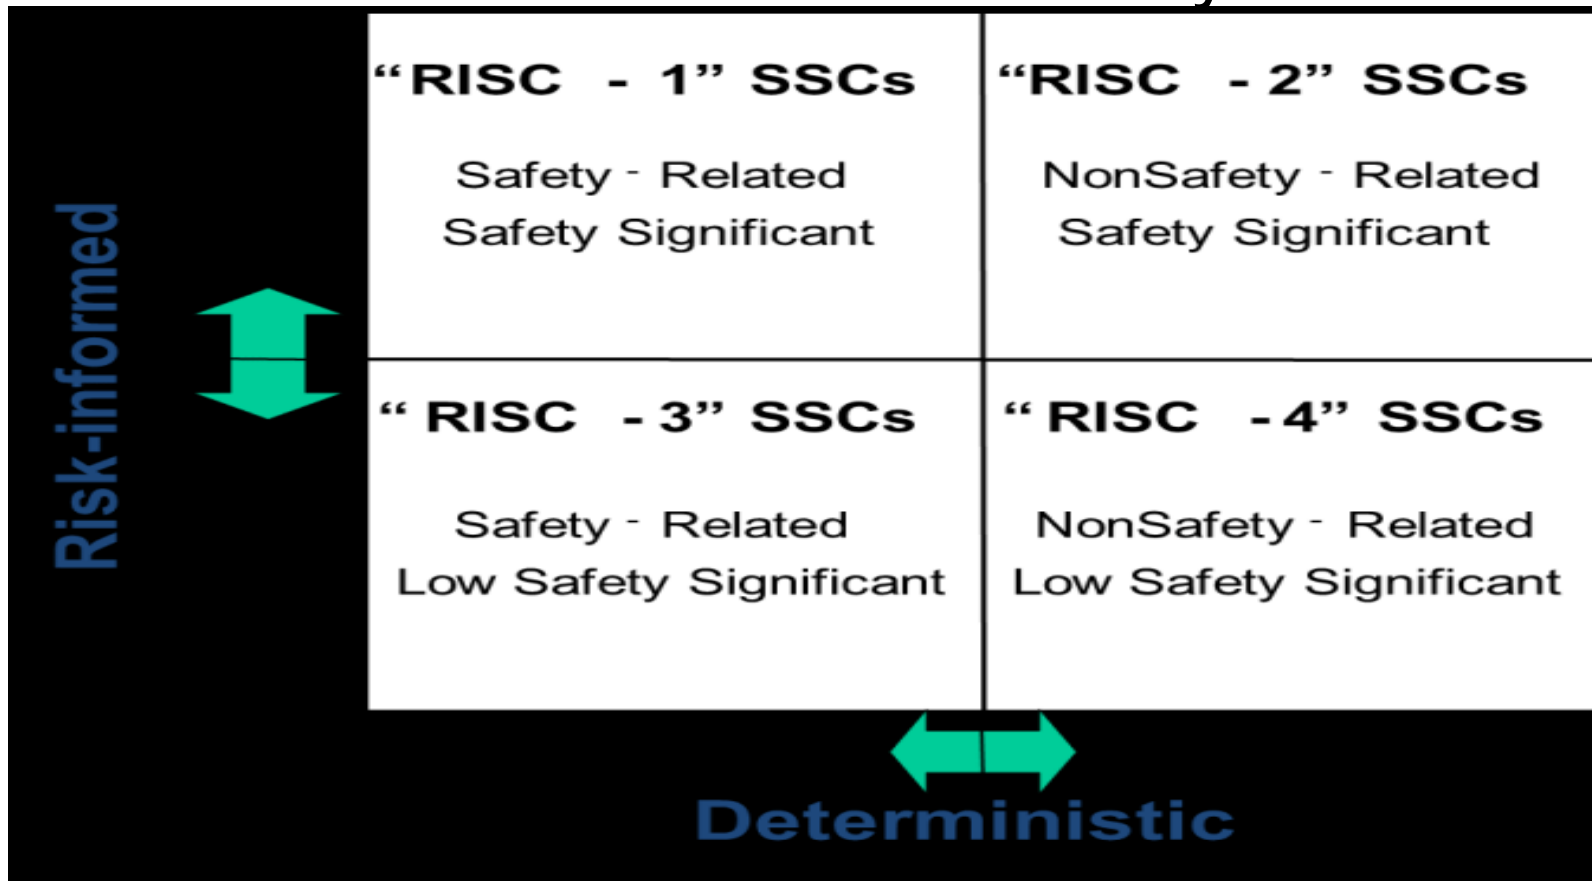 “RISC - 1” SSCs
Safety - Related
Safety Significant
“RISC - 2” SSCs
NonSafety - Related
Safety Significant
“ RISC - 3” SSCs
Safety - Related
Low Safety Significant
“ RISC - 4” SSCs
NonSafety - Related
Low Safety Significant
Risk-informed
Deterministic